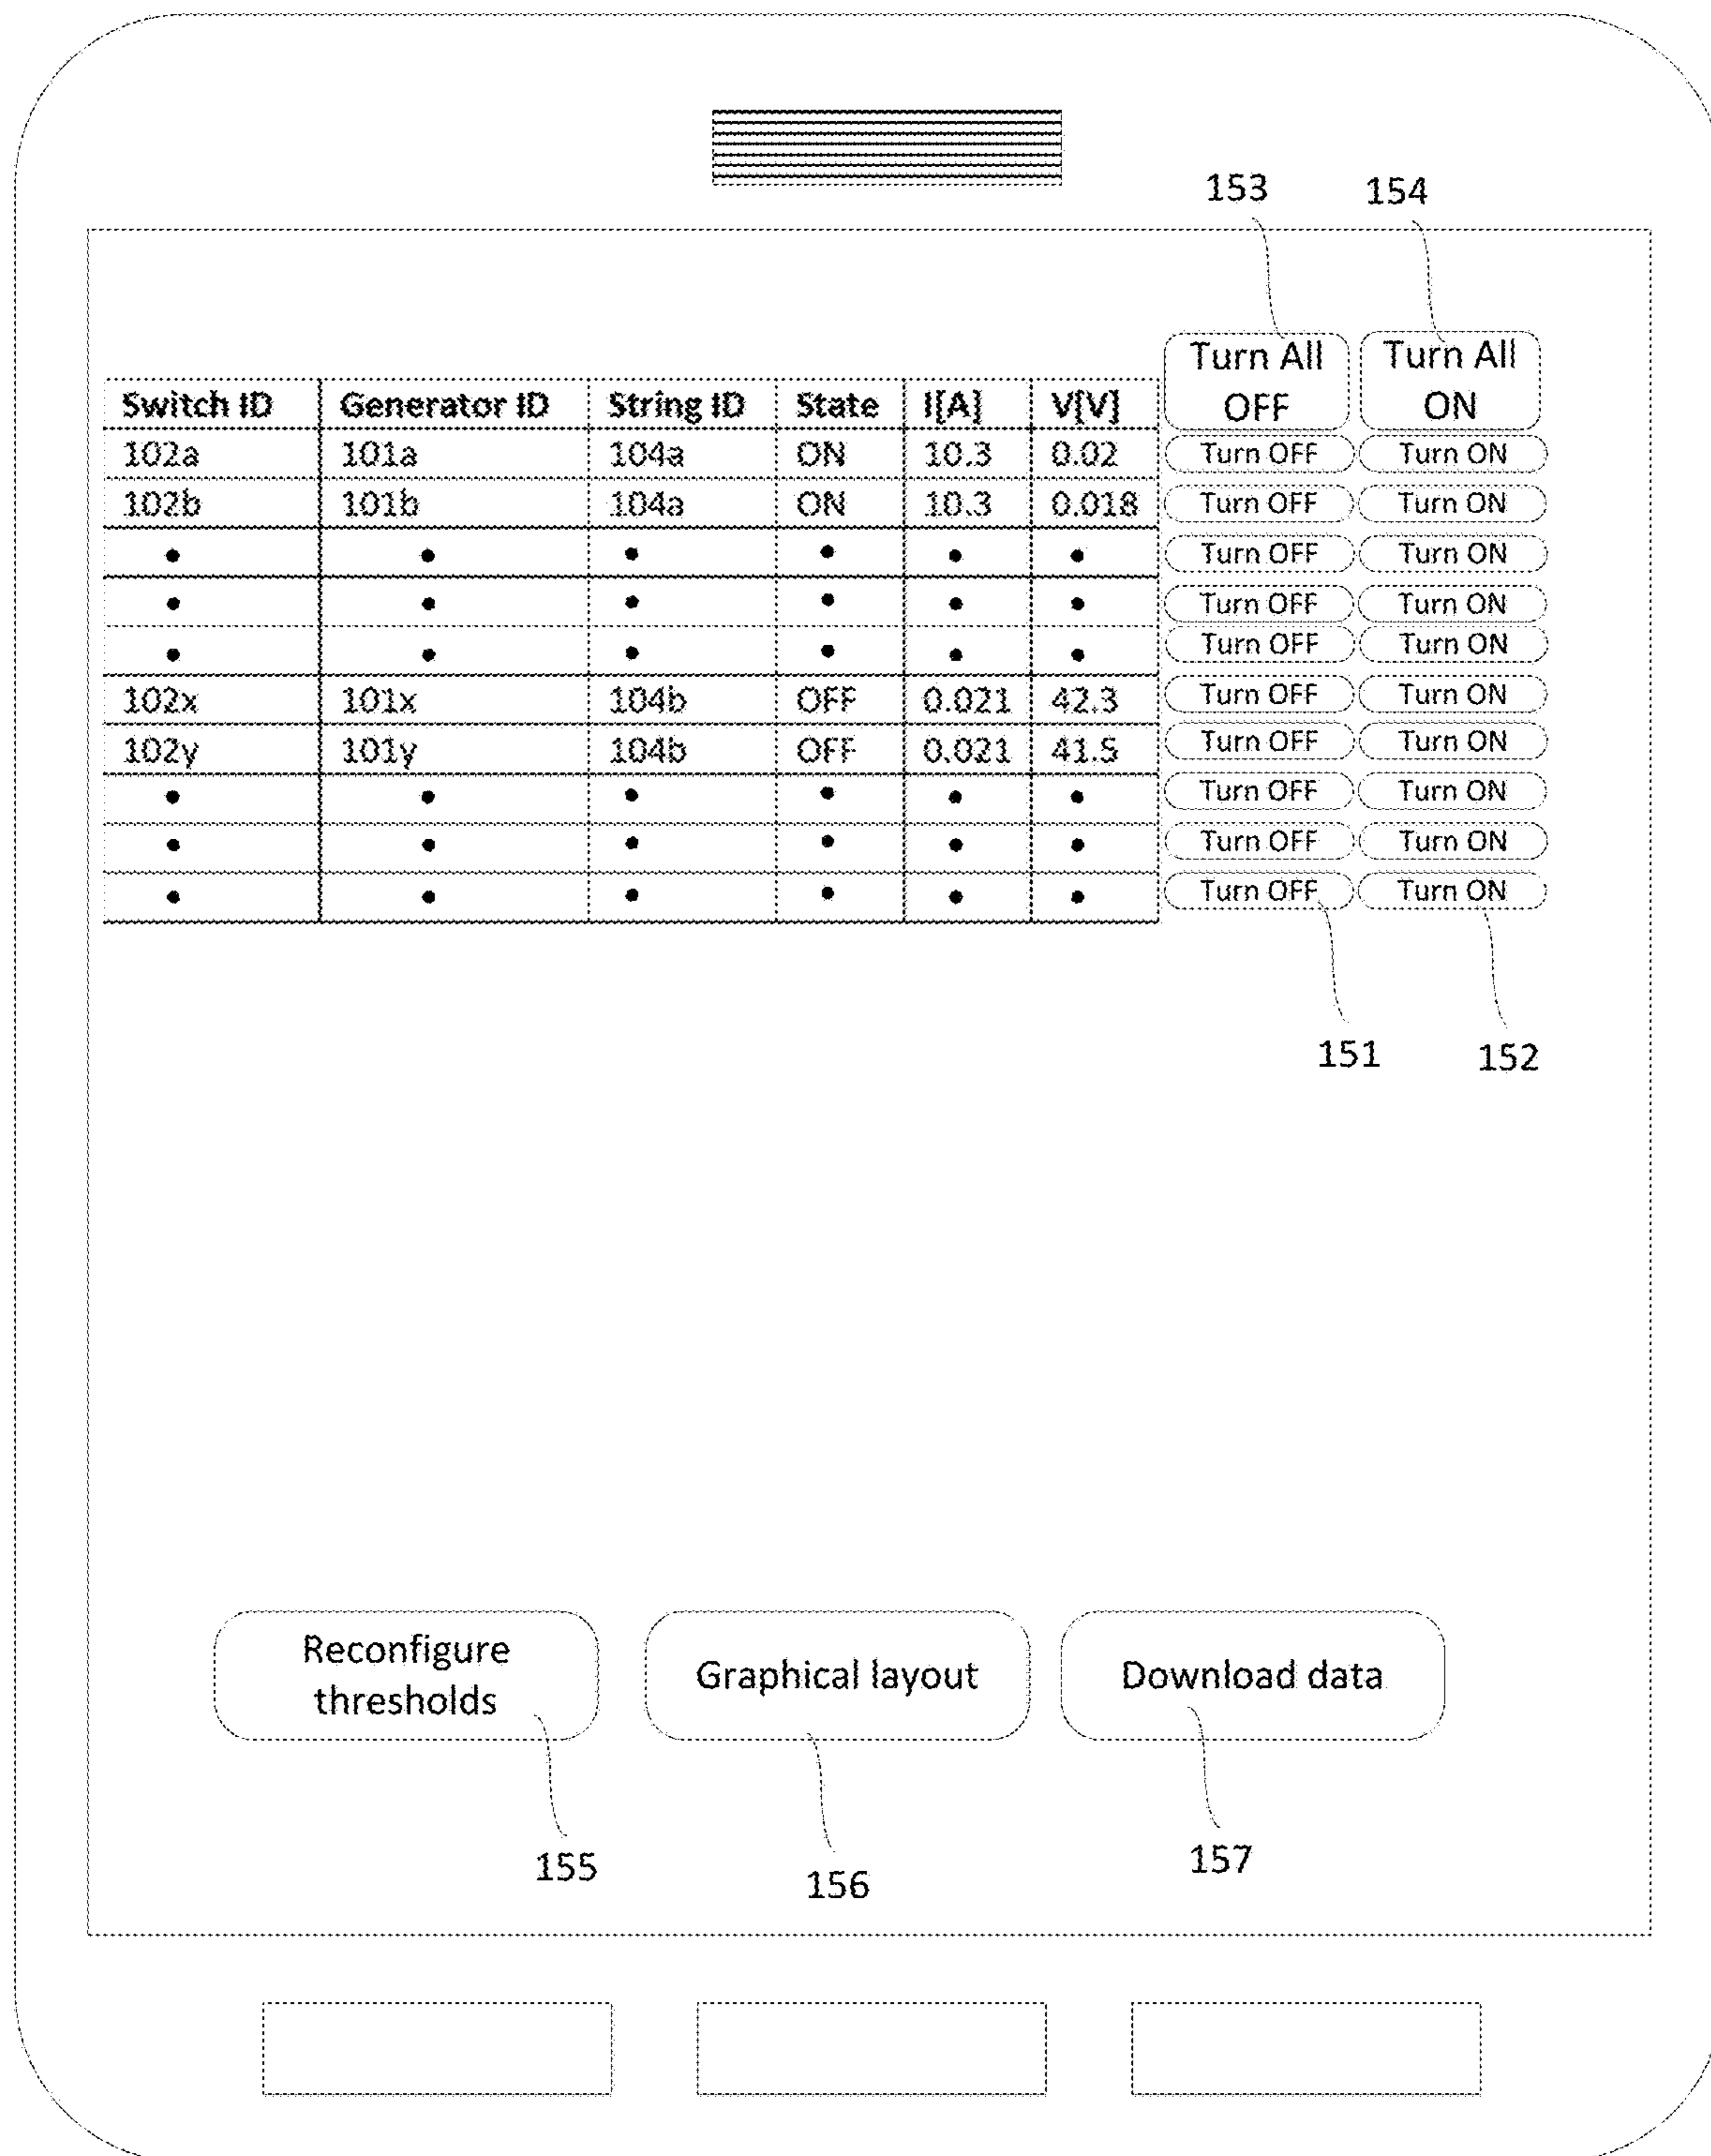 153 154
Turn All OFF Turn All ON
Switch ID Generator ID String ID State I[A] V[V]
102a 101a 104a ON 10.3 0.02 Turn OFF Turn ON
102b 101b 104a ON 10.3 0.018 Turn OFF Turn ON
• • • • • • Turn OFF Turn ON
• • • • • • Turn OFF Turn ON
• • • • • • Turn OFF Turn ON
102x 101x 104b OFF 0.021 42.3 Turn OFF Turn ON
102y 101y 104b OFF 0.021 41.5 Turn OFF Turn ON
• • • • • • Turn OFF Turn ON
• • • • • • Turn OFF Turn ON
• • • • • • Turn OFF Turn ON
151 152
Reconfigure
thresholds
Graphical layout
Download data
155 156 157